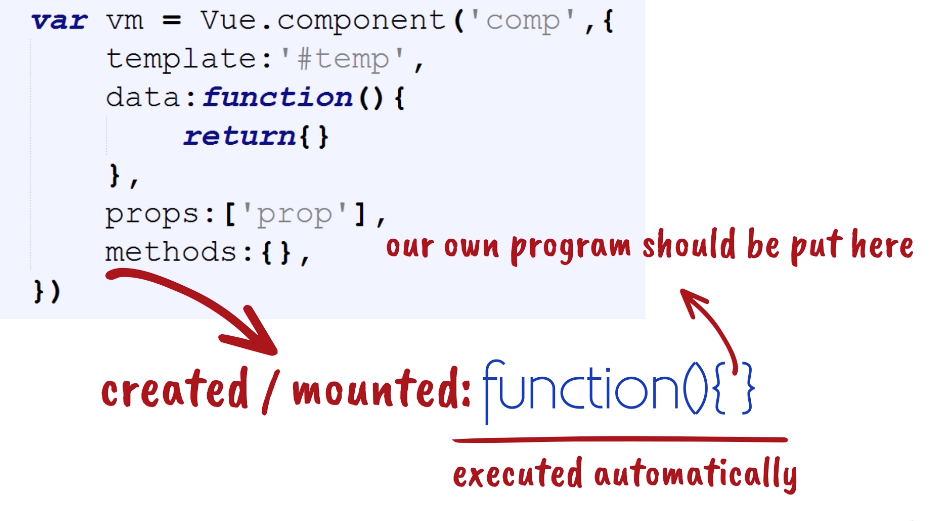 var vm = Vue.component('comp',{
template:'#temp',
data:function(){
return{}
},
props:['prop'],
methods:{},
our own program should be put here
})
created / mounted: function(){ }
executed automatically